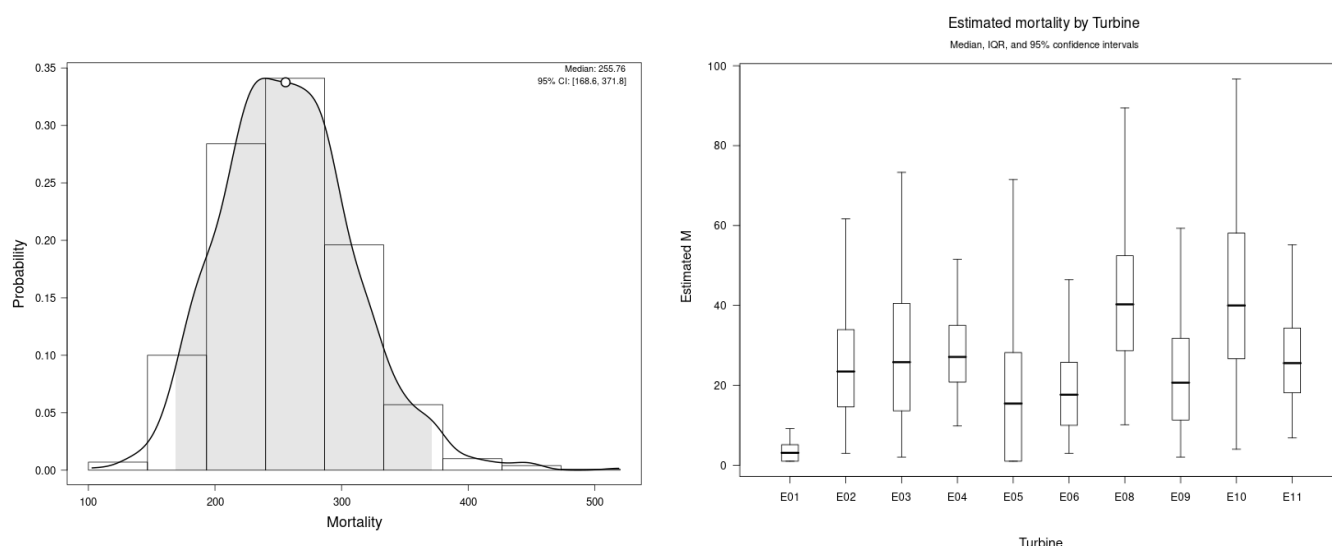 Median: 255.76
95% CI: [168.6, 371.8]
Probability
0.35
0.30
0.25
0.20
0.15
0.10
0.05
0.00
100 200 300 400 500
Mortality
Estimated mortality by Turbine
Median, IQR, and 95% confidence intervals
Estimated M
100
80
60
40
20
0
E01 E02 E03 E04 E05 E06 E08 E09 E10 E11
Turbine